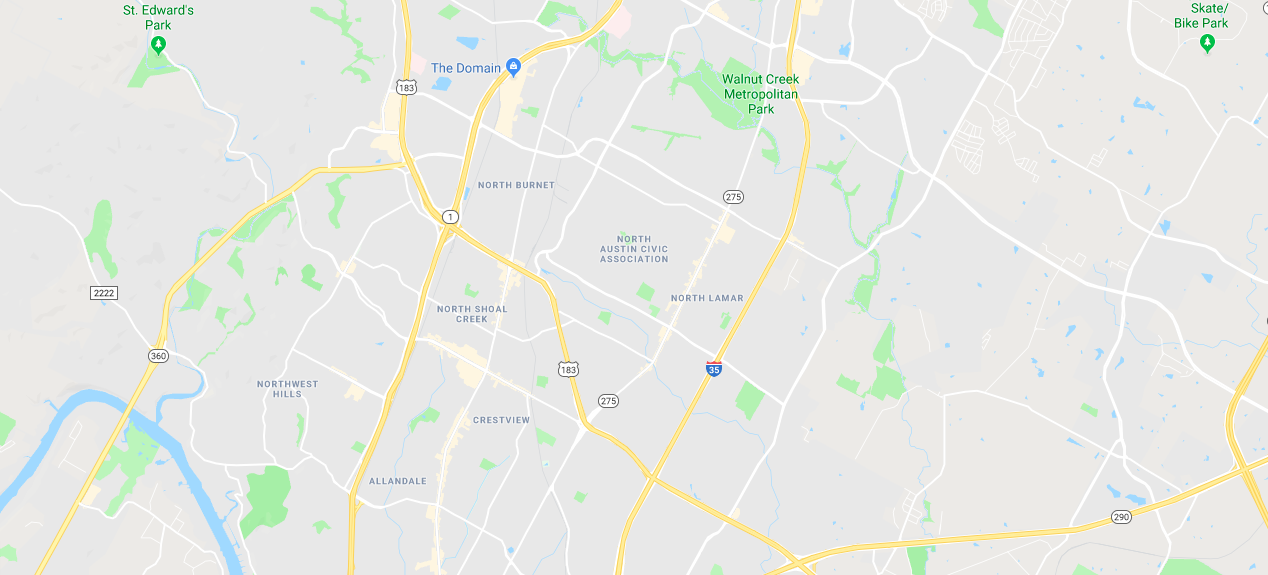 St. Edward's
Park
Skate/
Bike Park
The Domain
183
Walnut Creek
Metropolitan
Park
NORTH BURNET
275
1
NORTH
AUSTIN CIVIC
ASSOCIATION
2222
NORTH LAMAR
NORTH SHOAL
CREEK
360
183
35
NORTHWEST
HILLS
275
CRESTVIEW
ALLANDALE
290